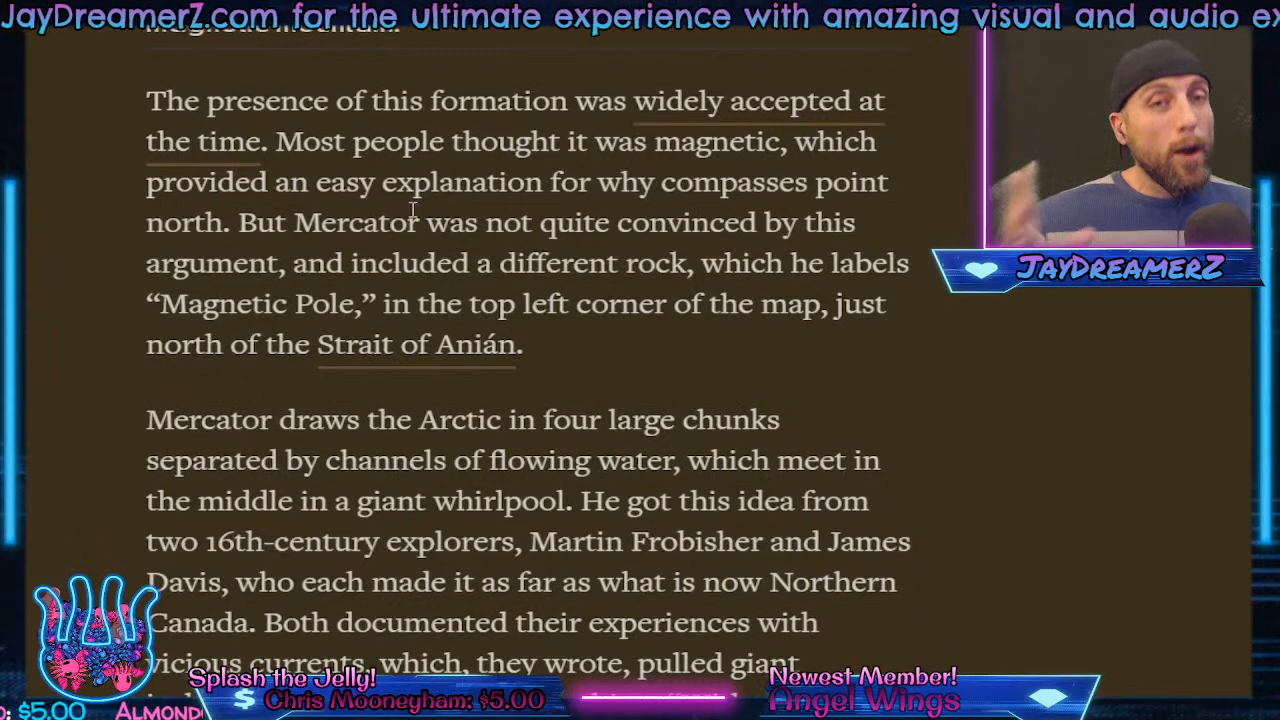 JayDreamerZ.com for the ultimate experience with amazing visual and audio ex
magnetic mountain.
The presence of this formation was widely accepted at
the time. Most people thought it was magnetic, which
provided an easy explanation for why compasses point
north. But Mercator was not quite convinced by this
argument, and included a different rock, which he labels
“Magnetic Pole,” in the top left corner of the map, just
north of the Strait of Anián.
JayDreamerZ
Mercator draws the Arctic in four large chunks
separated by channels of flowing water, which meet in
the middle in a giant whirlpool. He got this idea from
two 16th-century explorers, Martin Frobisher and James
Davis, who each made it as far as what is now Northern
Canada. Both documented their experiences with
vicious currents, which, they wrote, pulled giant
Splash the Jelly!
$ Chris Mooneyham: $5.00
Newest Member!
Angel Wings
: $5.00 ALMOND